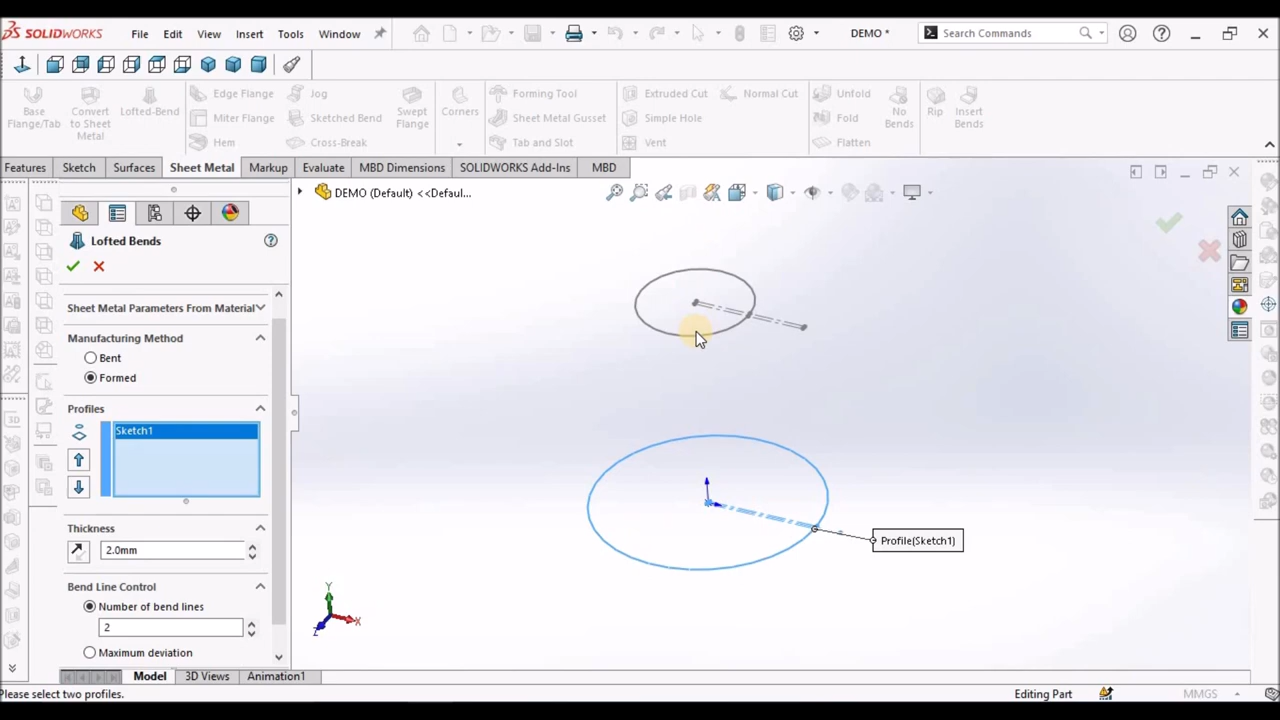 SOLIDWORKS File Edit View Insert Tools Window DEMO * Search Commands
Base Flange/Tab
Convert to Sheet Metal
Lofted-Bend
Edge Flange
Miter Flange
Hem
Jog
Sketched Bend
Cross-Break
Swept Flange
Corners
Forming Tool
Sheet Metal Gusset
Tab and Slot
Extruded Cut
Simple Hole
Vent
Normal Cut
Unfold
Fold
Flatten
No Bends
Rip
Insert Bends
Features Sketch Surfaces Sheet Metal Markup Evaluate MBD Dimensions SOLIDWORKS Add-Ins MBD
DEMO (Default) <<Defaul...
Lofted Bends
Sheet Metal Parameters From Material
Manufacturing Method
Bent
Formed
Profiles
Sketch1
Thickness
2.0mm
Bend Line Control
Number of bend lines
2
Maximum deviation
Profile(Sketch1)
Y
X
Z
3D
Model 3D Views Animation1
Please select two profiles. Editing Part MMGS